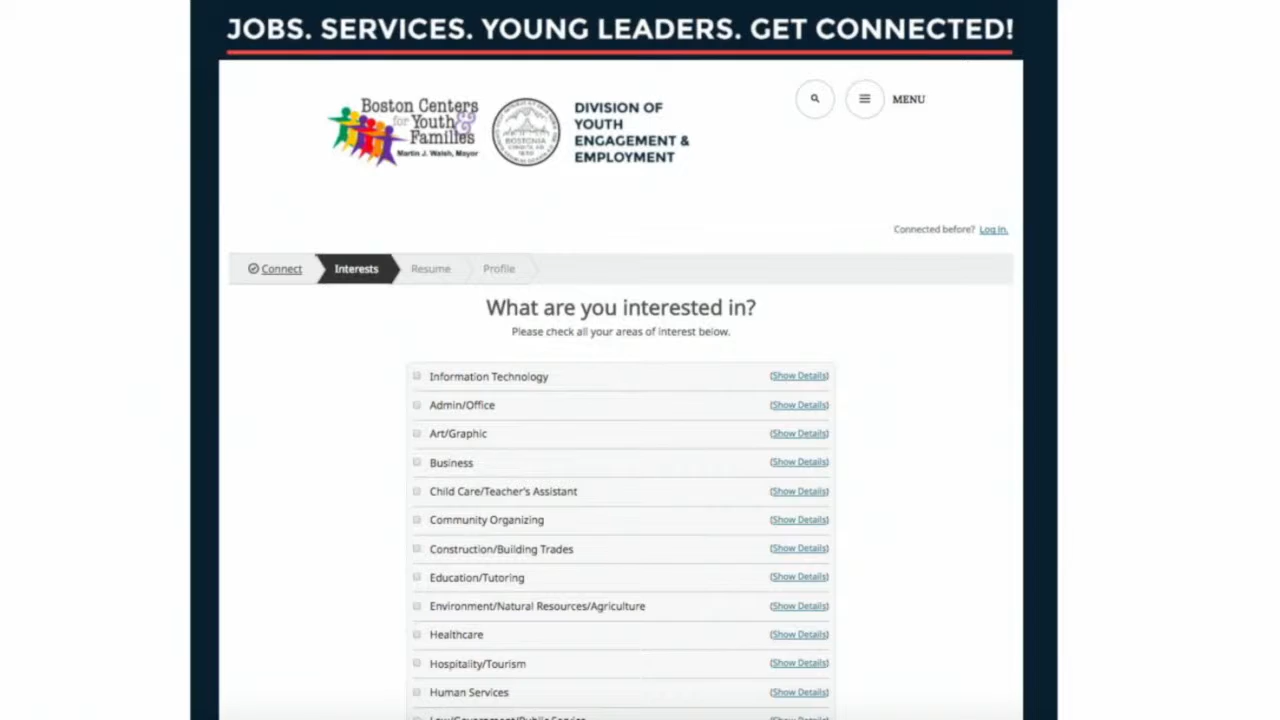 JOBS. SERVICES. YOUNG LEADERS. GET CONNECTED!
Boston Centers
for Youth &
Families
Martin J. Walsh, Mayor
DIVISION OF
YOUTH
ENGAGEMENT &
EMPLOYMENT
MENU
Connected before? Log in.
Connect Interests Resume Profile
What are you interested in?
Please check all your areas of interest below.
Information Technology (Show Details)
Admin/Office (Show Details)
Art/Graphic (Show Details)
Business (Show Details)
Child Care/Teacher's Assistant (Show Details)
Community Organizing (Show Details)
Construction/Building Trades (Show Details)
Education/Tutoring (Show Details)
Environment/Natural Resources/Agriculture (Show Details)
Healthcare (Show Details)
Hospitality/Tourism (Show Details)
Human Services (Show Details)
Law/Government/Public Service